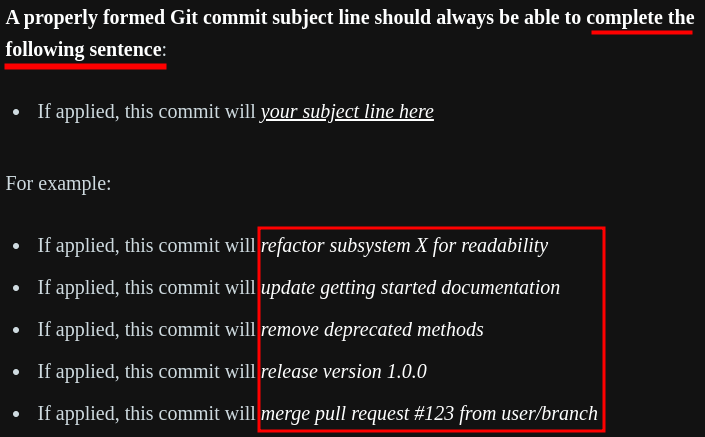 A properly formed Git commit subject line should always be able to complete the
following sentence:
• If applied, this commit will your subject line here
For example:
• If applied, this commit will refactor subsystem X for readability
• If applied, this commit will update getting started documentation
• If applied, this commit will remove deprecated methods
• If applied, this commit will release version 1.0.0
• If applied, this commit will merge pull request #123 from user/branch